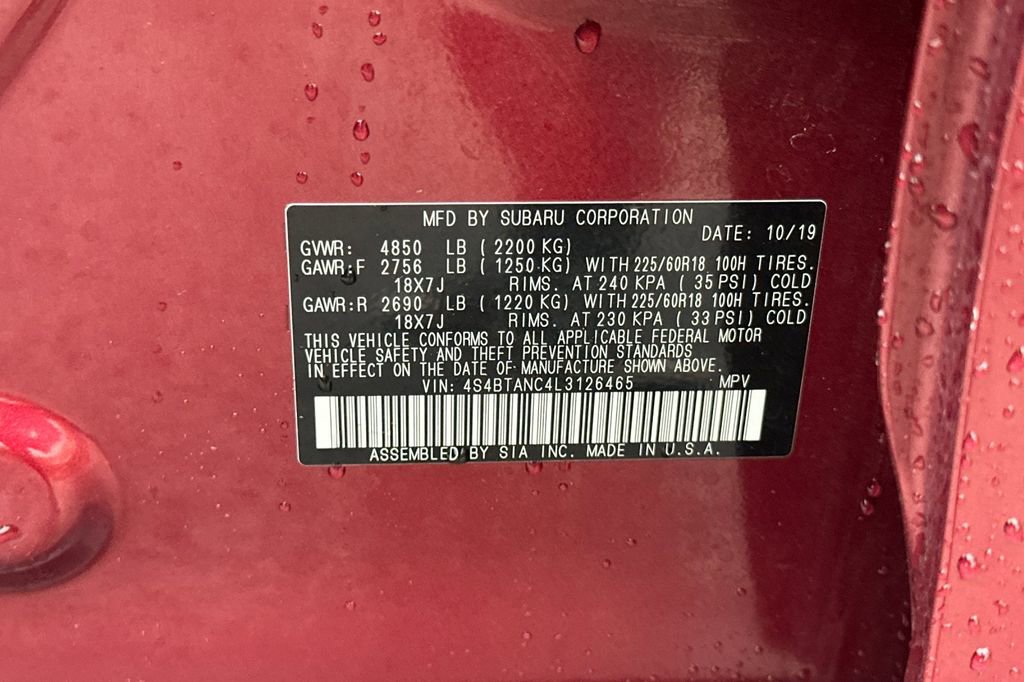 MFD BY SUBARU CORPORATION
DATE: 10/19
GVWR: 4850 LB ( 2200 KG)
GAWR:F 2756 LB ( 1250 KG) WITH 225/60R18 100H TIRES.
18X7J RIMS. AT 240 KPA ( 35 PSI) COLD
GAWR:R 2690 LB ( 1220 KG) WITH 225/60R18 100H TIRES.
18X7J RIMS. AT 230 KPA ( 33 PSI) COLD
THIS VEHICLE CONFORMS TO ALL APPLICABLE FEDERAL MOTOR
VEHICLE SAFETY AND THEFT PREVENTION STANDARDS
IN EFFECT ON THE DATE OF MANUFACTURE SHOWN ABOVE.
VIN: 4S4BTANC4L3126465 MPV
ASSEMBLED BY SIA INC. MADE IN U.S.A.